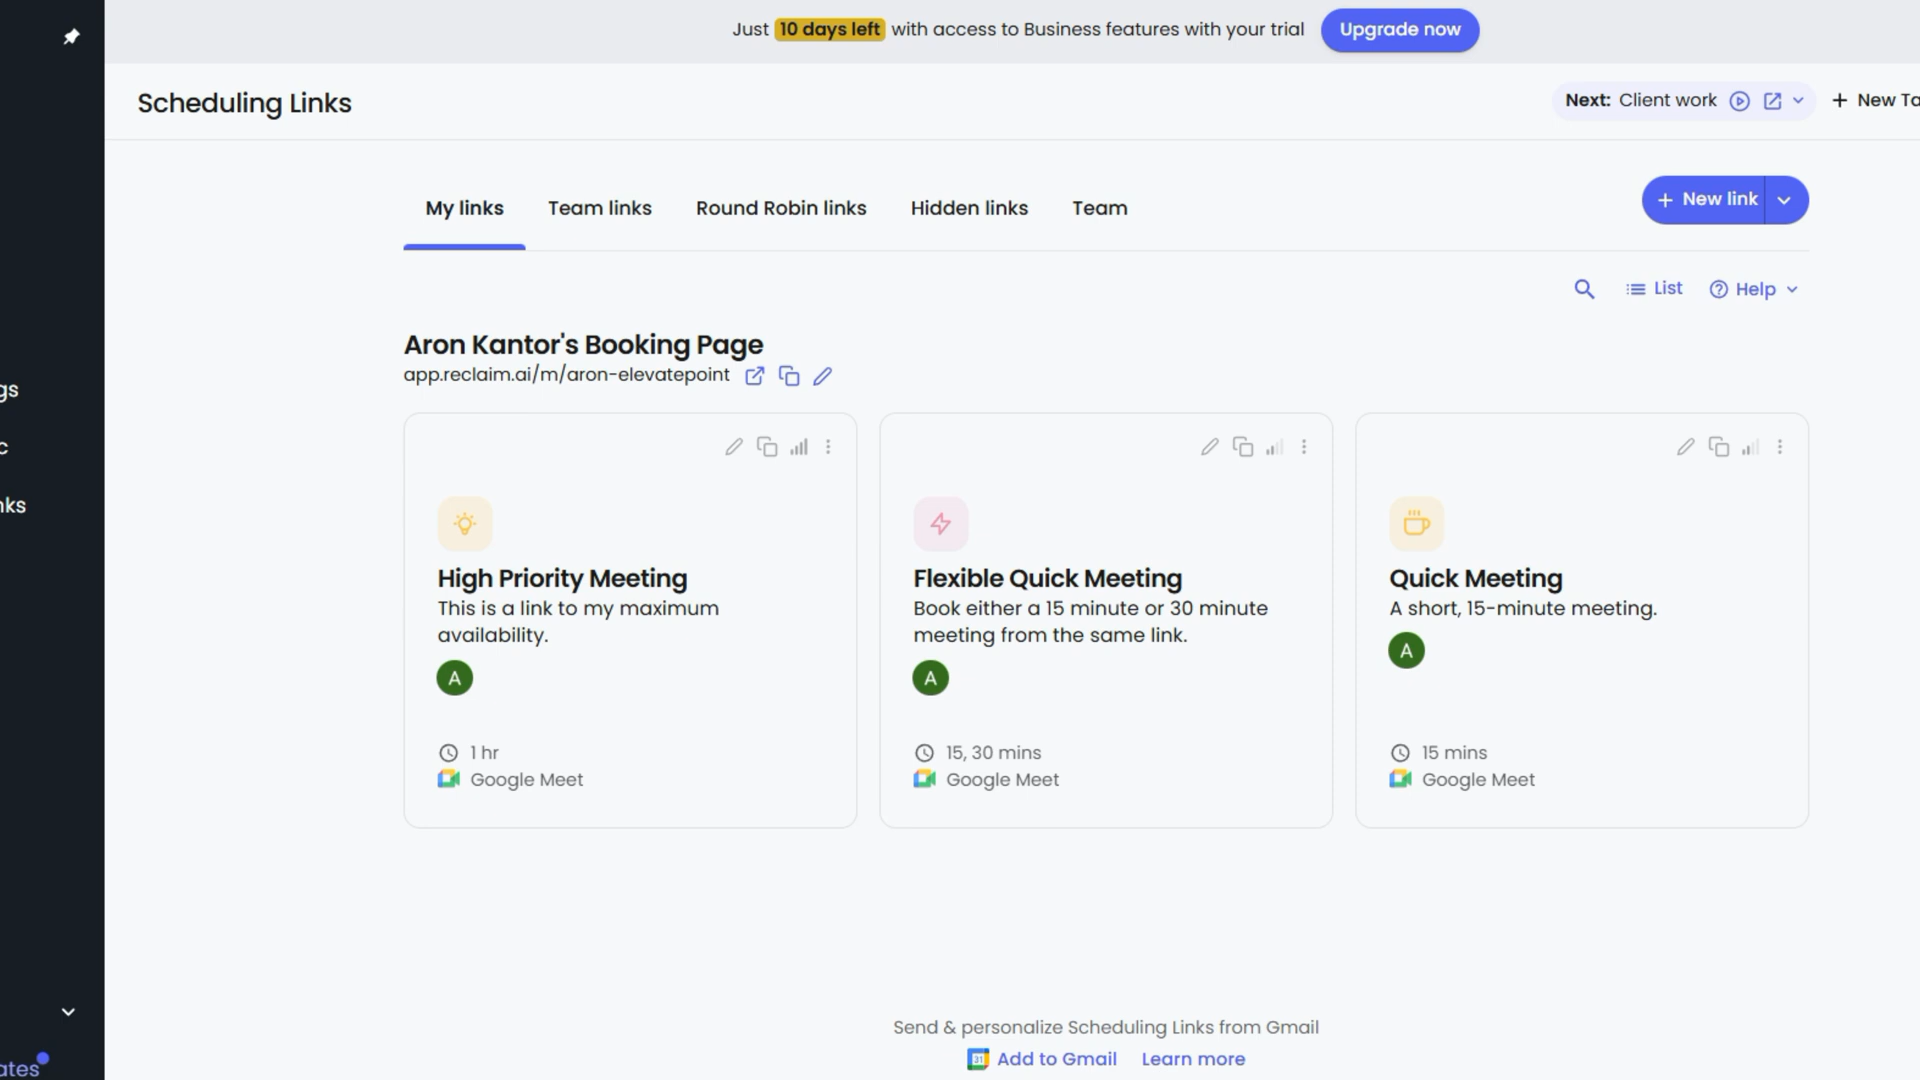 Just 10 days left with access to Business features with your trial Upgrade now
Scheduling Links
Next: Client work
+ New Ta
My links Team links Round Robin links Hidden links Team
+ New link
List Help
Aron Kantor's Booking Page
app.reclaim.ai/m/aron-elevatepoint
High Priority Meeting
This is a link to my maximum
availability.
A
1 hr
Google Meet
Flexible Quick Meeting
Book either a 15 minute or 30 minute
meeting from the same link.
A
15, 30 mins
Google Meet
Quick Meeting
A short, 15-minute meeting.
A
15 mins
Google Meet
gs
c
nks
ates
Send & personalize Scheduling Links from Gmail
31 Add to Gmail Learn more